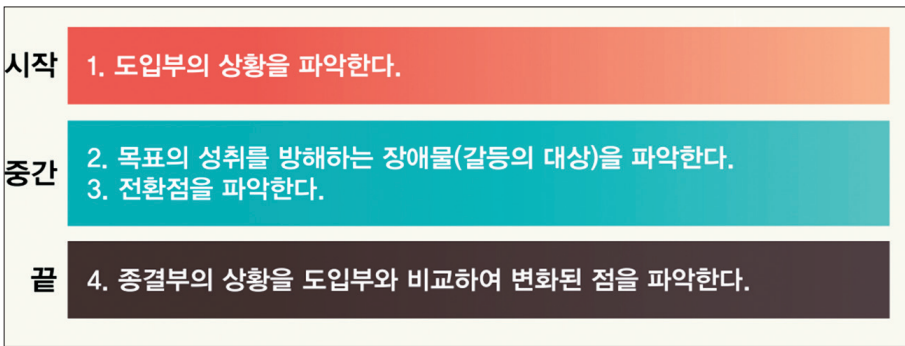 시작
1. 도입부의 상황을 파악한다.
중간
2. 목표의 성취를 방해하는 장애물(갈등의 대상)을 파악한다.
3. 전환점을 파악한다.
끝
4. 종결부의 상황을 도입부와 비교하여 변화된 점을 파악한다.